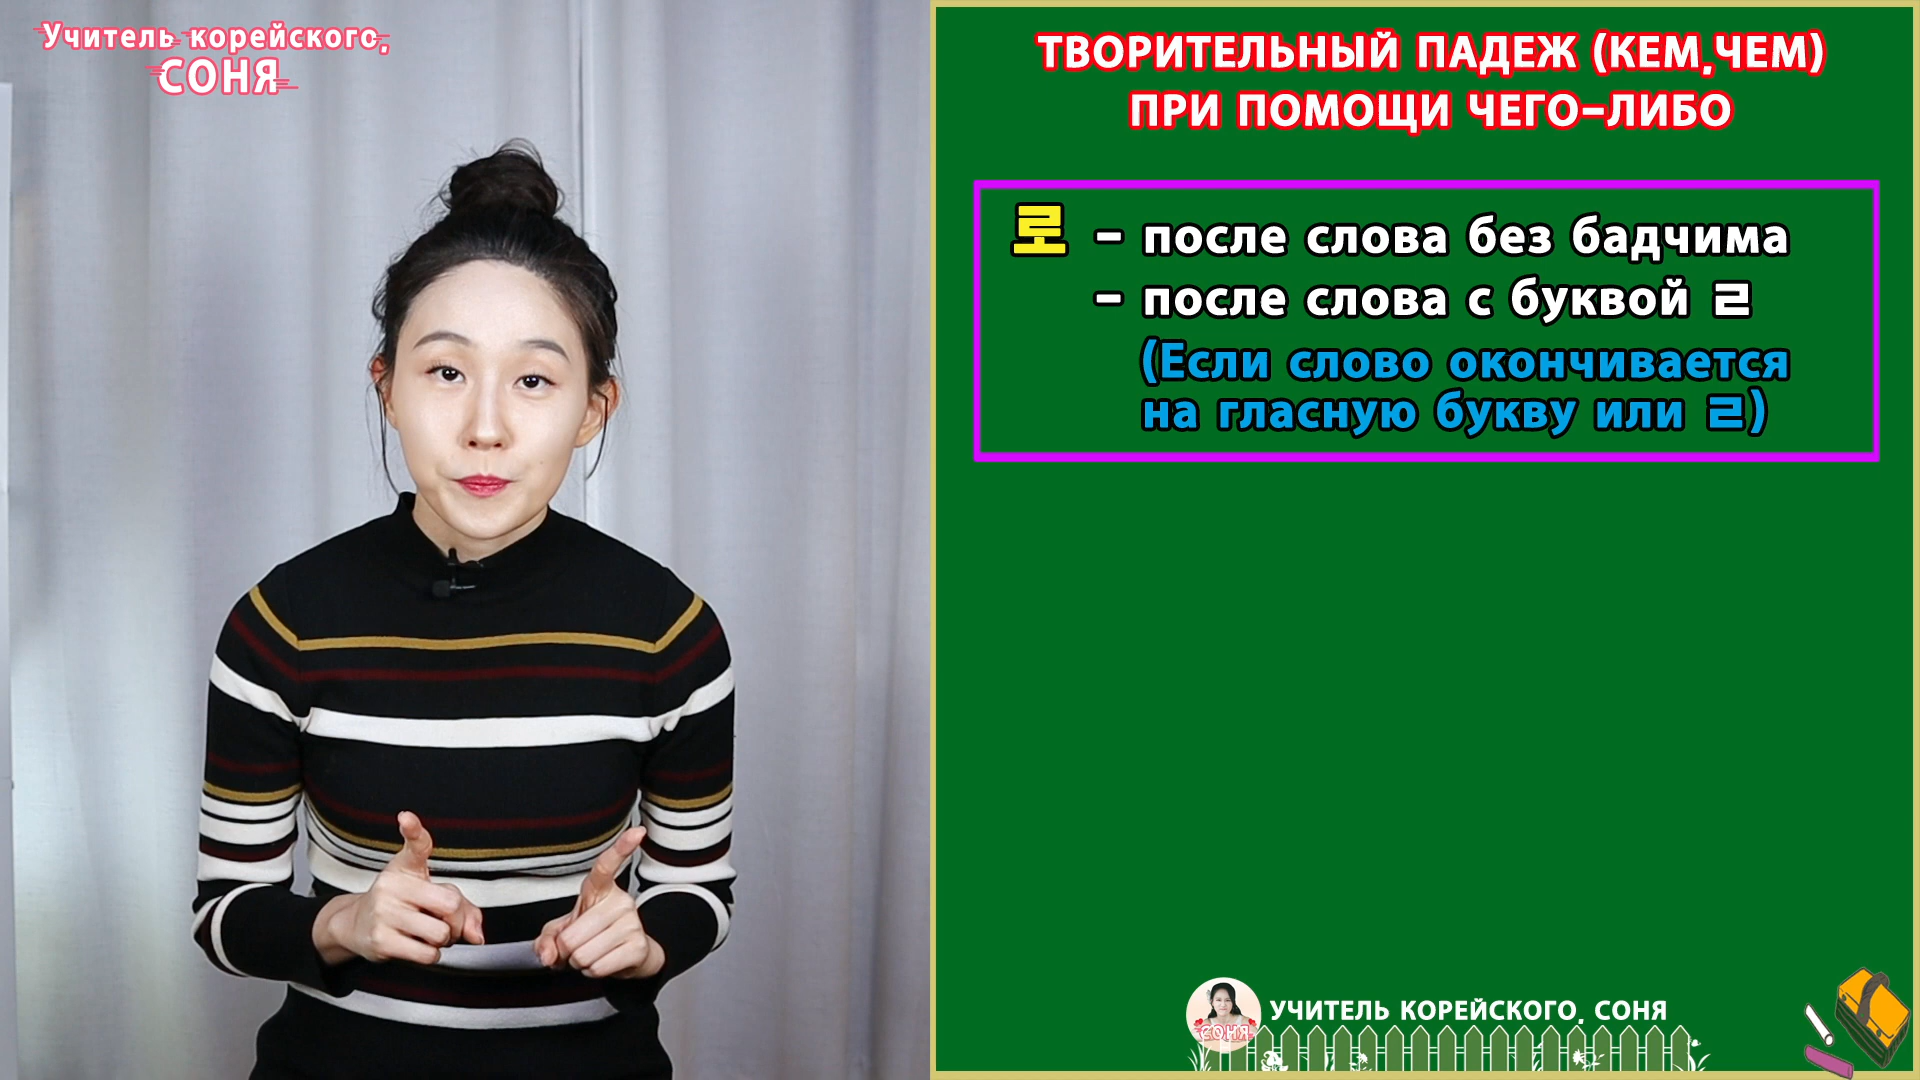 Учитель корейского,
СОНЯ
ТВОРИТЕЛЬНЫЙ ПАДЕЖ (КЕМ,ЧЕМ)
ПРИ ПОМОЩИ ЧЕГО-ЛИБО
로 - после слова без бадчима
- после слова с буквой ㄹ
(Если слово окончивается
на гласную букву или ㄹ)
СОНЯ
УЧИТЕЛЬ КОРЕЙСКОГО, СОНЯ